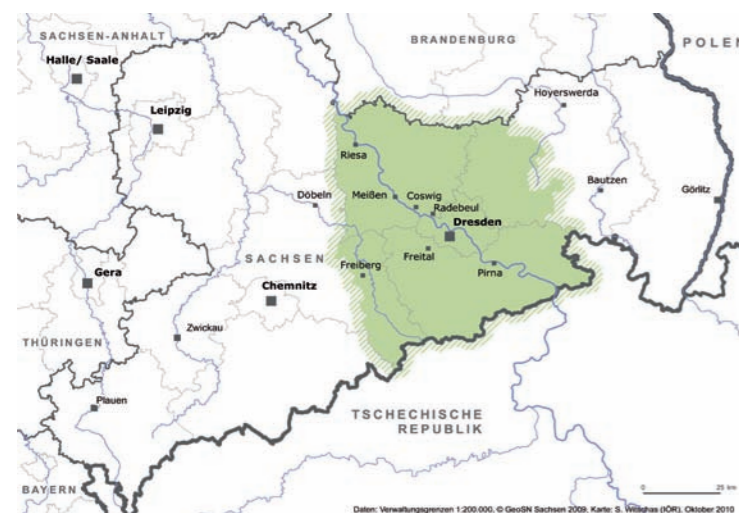 SACHSEN-ANHALT
BRANDENBURG
POLEN
Halle/ Saale
Hoyerswerda
Leipzig
Riesa
Meißen
Coswig
Bautzen
Döbeln
Radebeul
Görlitz
Dresden
SACHSEN
Freital
Gera
Freiberg
Pirna
Chemnitz
Zwickau
THÜRINGEN
Plauen
TSCHECHISCHE
REPUBLIK
BAYERN
0 25 km
Daten: Verwaltungsgrenzen 1:200.000, © GeoSN Sachsen 2009, Karte: S. Witschas (IÖR), Oktober 2010